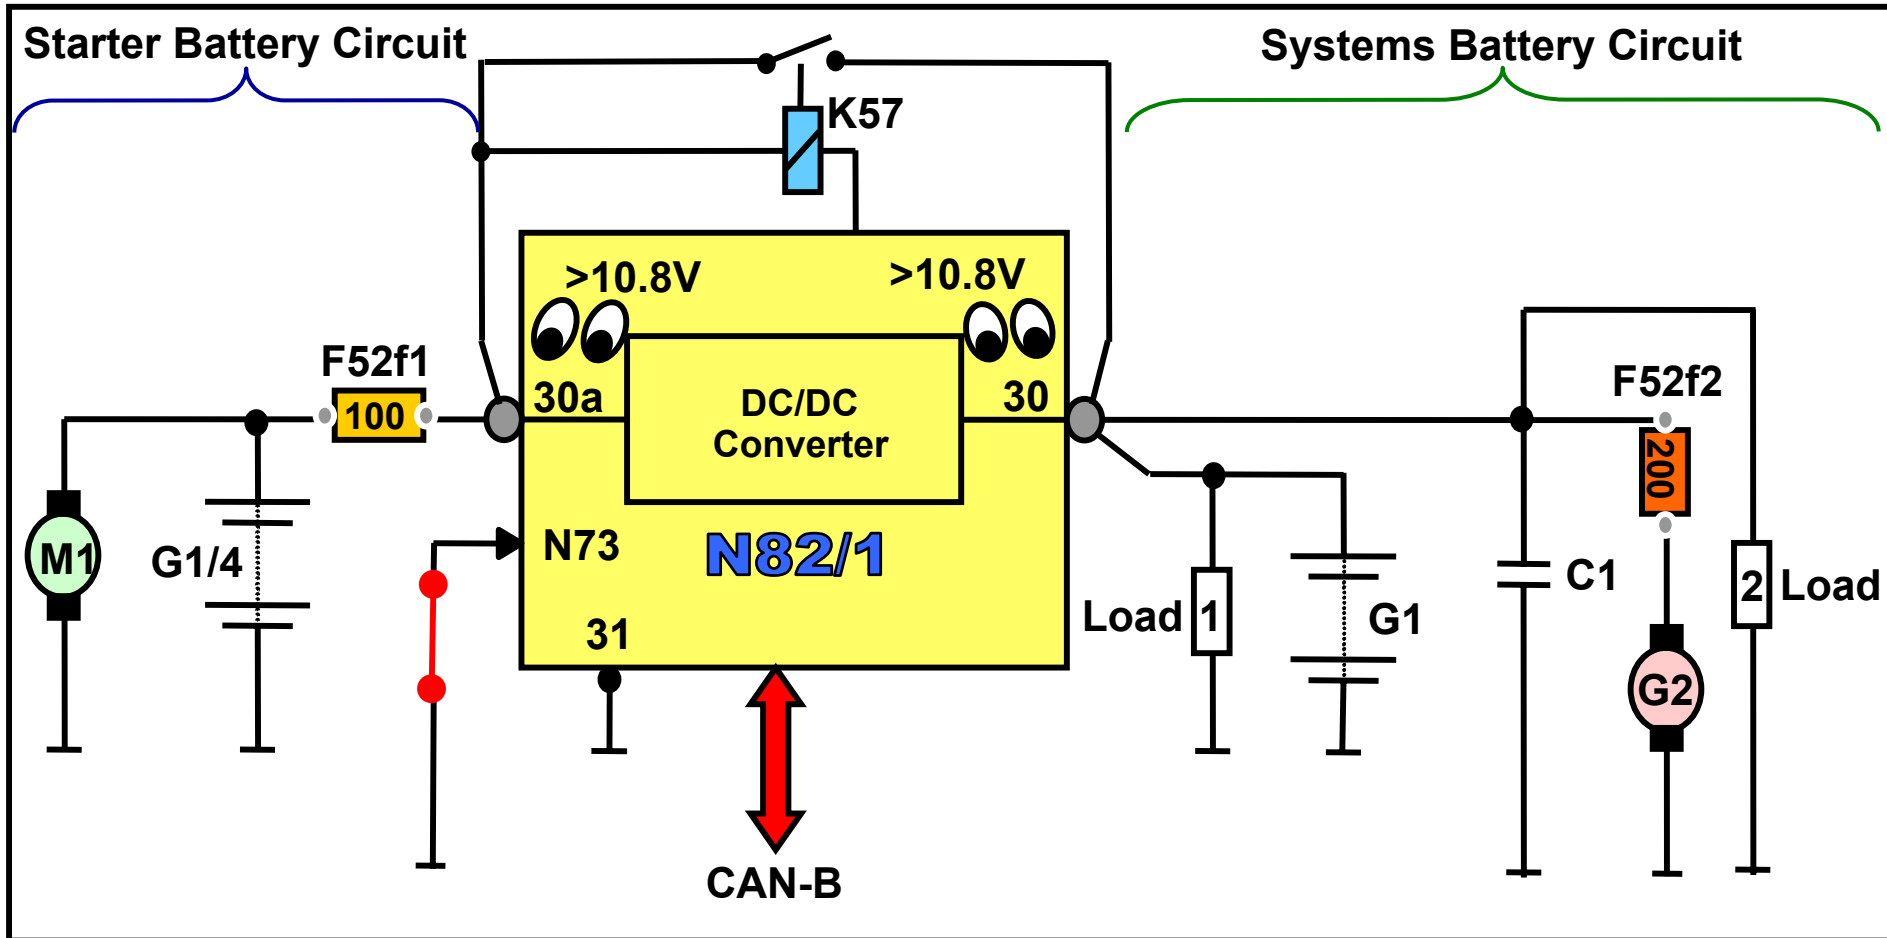 Starter Battery Circuit
Systems Battery Circuit
K57
>10.8V
>10.8V
F52f1
100
30a
30
DC/DC
Converter
F52f2
200
M1
G1/4
N73
N82/1
C1
2
Load
Load
1
G1
31
G2
CAN-B